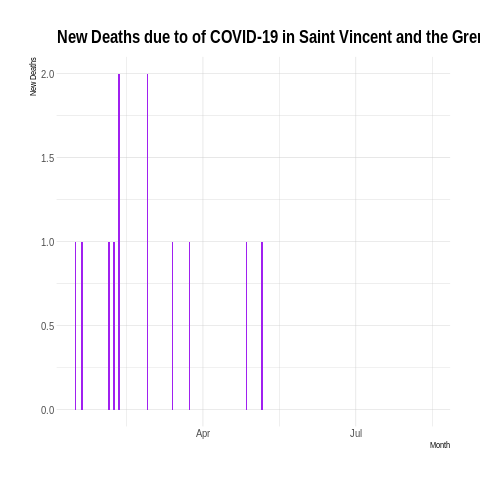 New Deaths due to of COVID-19 in Saint Vincent and the Gren
New Deaths
2.0
1.5
1.0
0.5
0.0
Apr
Jul
Month